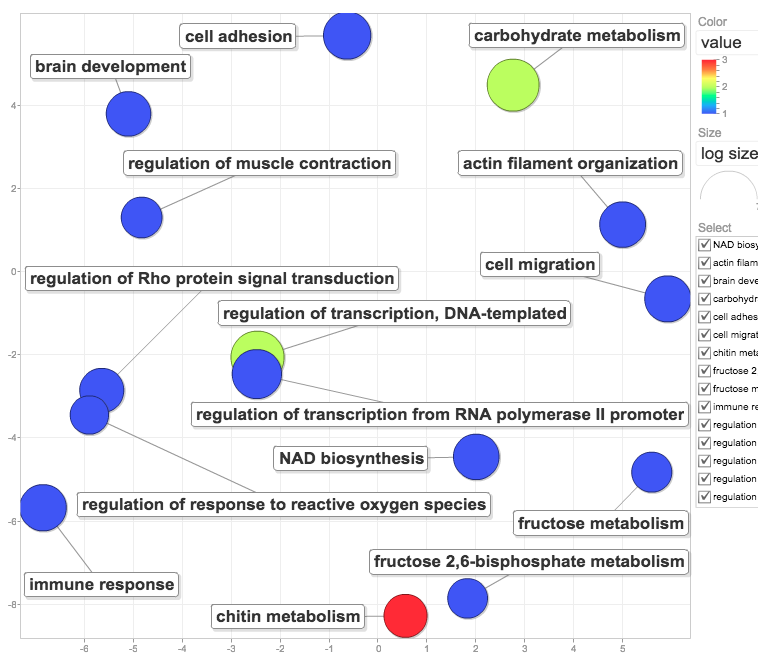 Color
cell adhesion
carbohydrate metabolism
value
brain development
3
2
1
4
Size
log size
regulation of muscle contraction
actin filament organization
2
Select
NAD biosy
cell migration
actin filam
0
regulation of Rho protein signal transduction
brain deve
carbohydr
regulation of transcription, DNA-templated
cell adhes
cell migrat
-2
chitin meta
fructose 2
fructose m
immune re
regulation of transcription from RNA polymerase II promoter
regulation
-4
regulation
NAD biosynthesis
regulation
regulation
regulation
regulation of response to reactive oxygen species
-6
fructose metabolism
fructose 2,6-bisphosphate metabolism
immune response
-8
chitin metabolism
-6 -5 -4 -3 -2 -1 0 1 2 3 4 5